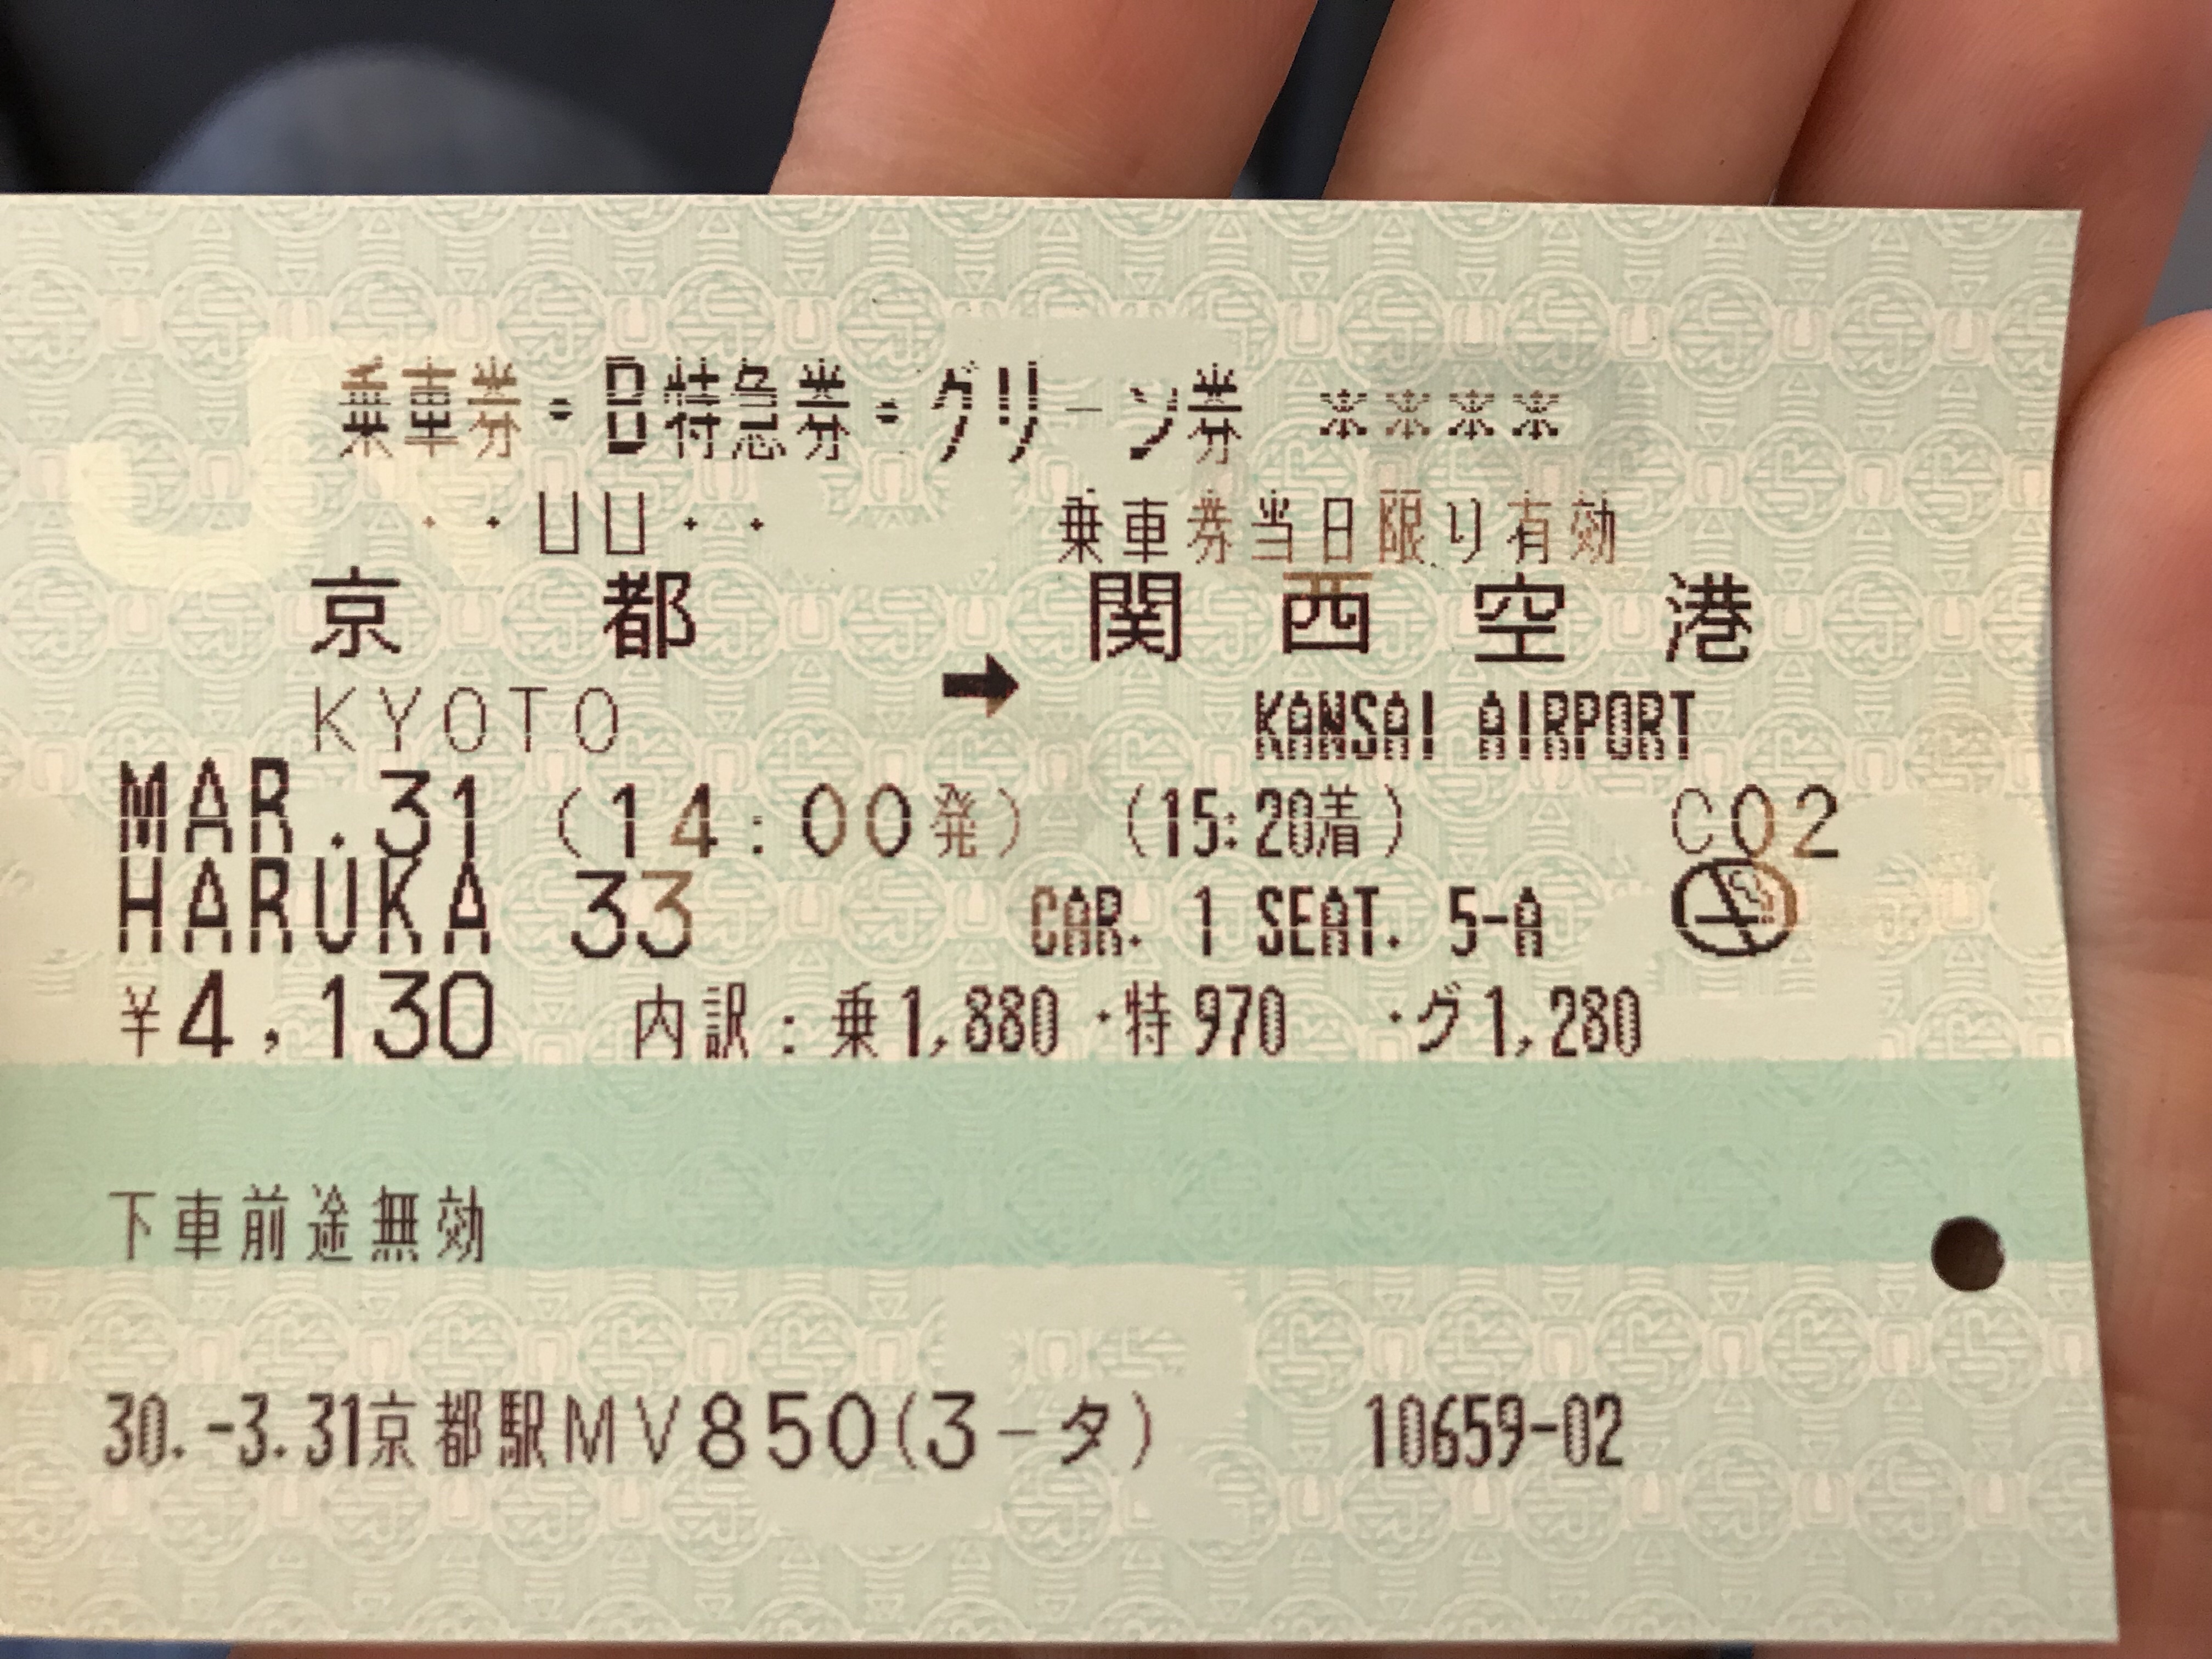 乗車券・B特急券・グリーン券 ****
・・凵凵・・ 乗車券当日限り有効
京都 ➡ 関西空港
KYOTO KANSAI AIRPORT
MAR.31 (14:00発) (15:20着) C02
HARUKA 33 CAR. 1 SEAT. 5-A
¥4,130 内訳:乗1,880・特970 ・グ1,280
下車前途無効
30.-3.31京都駅MV850(3-タ) 10659-02